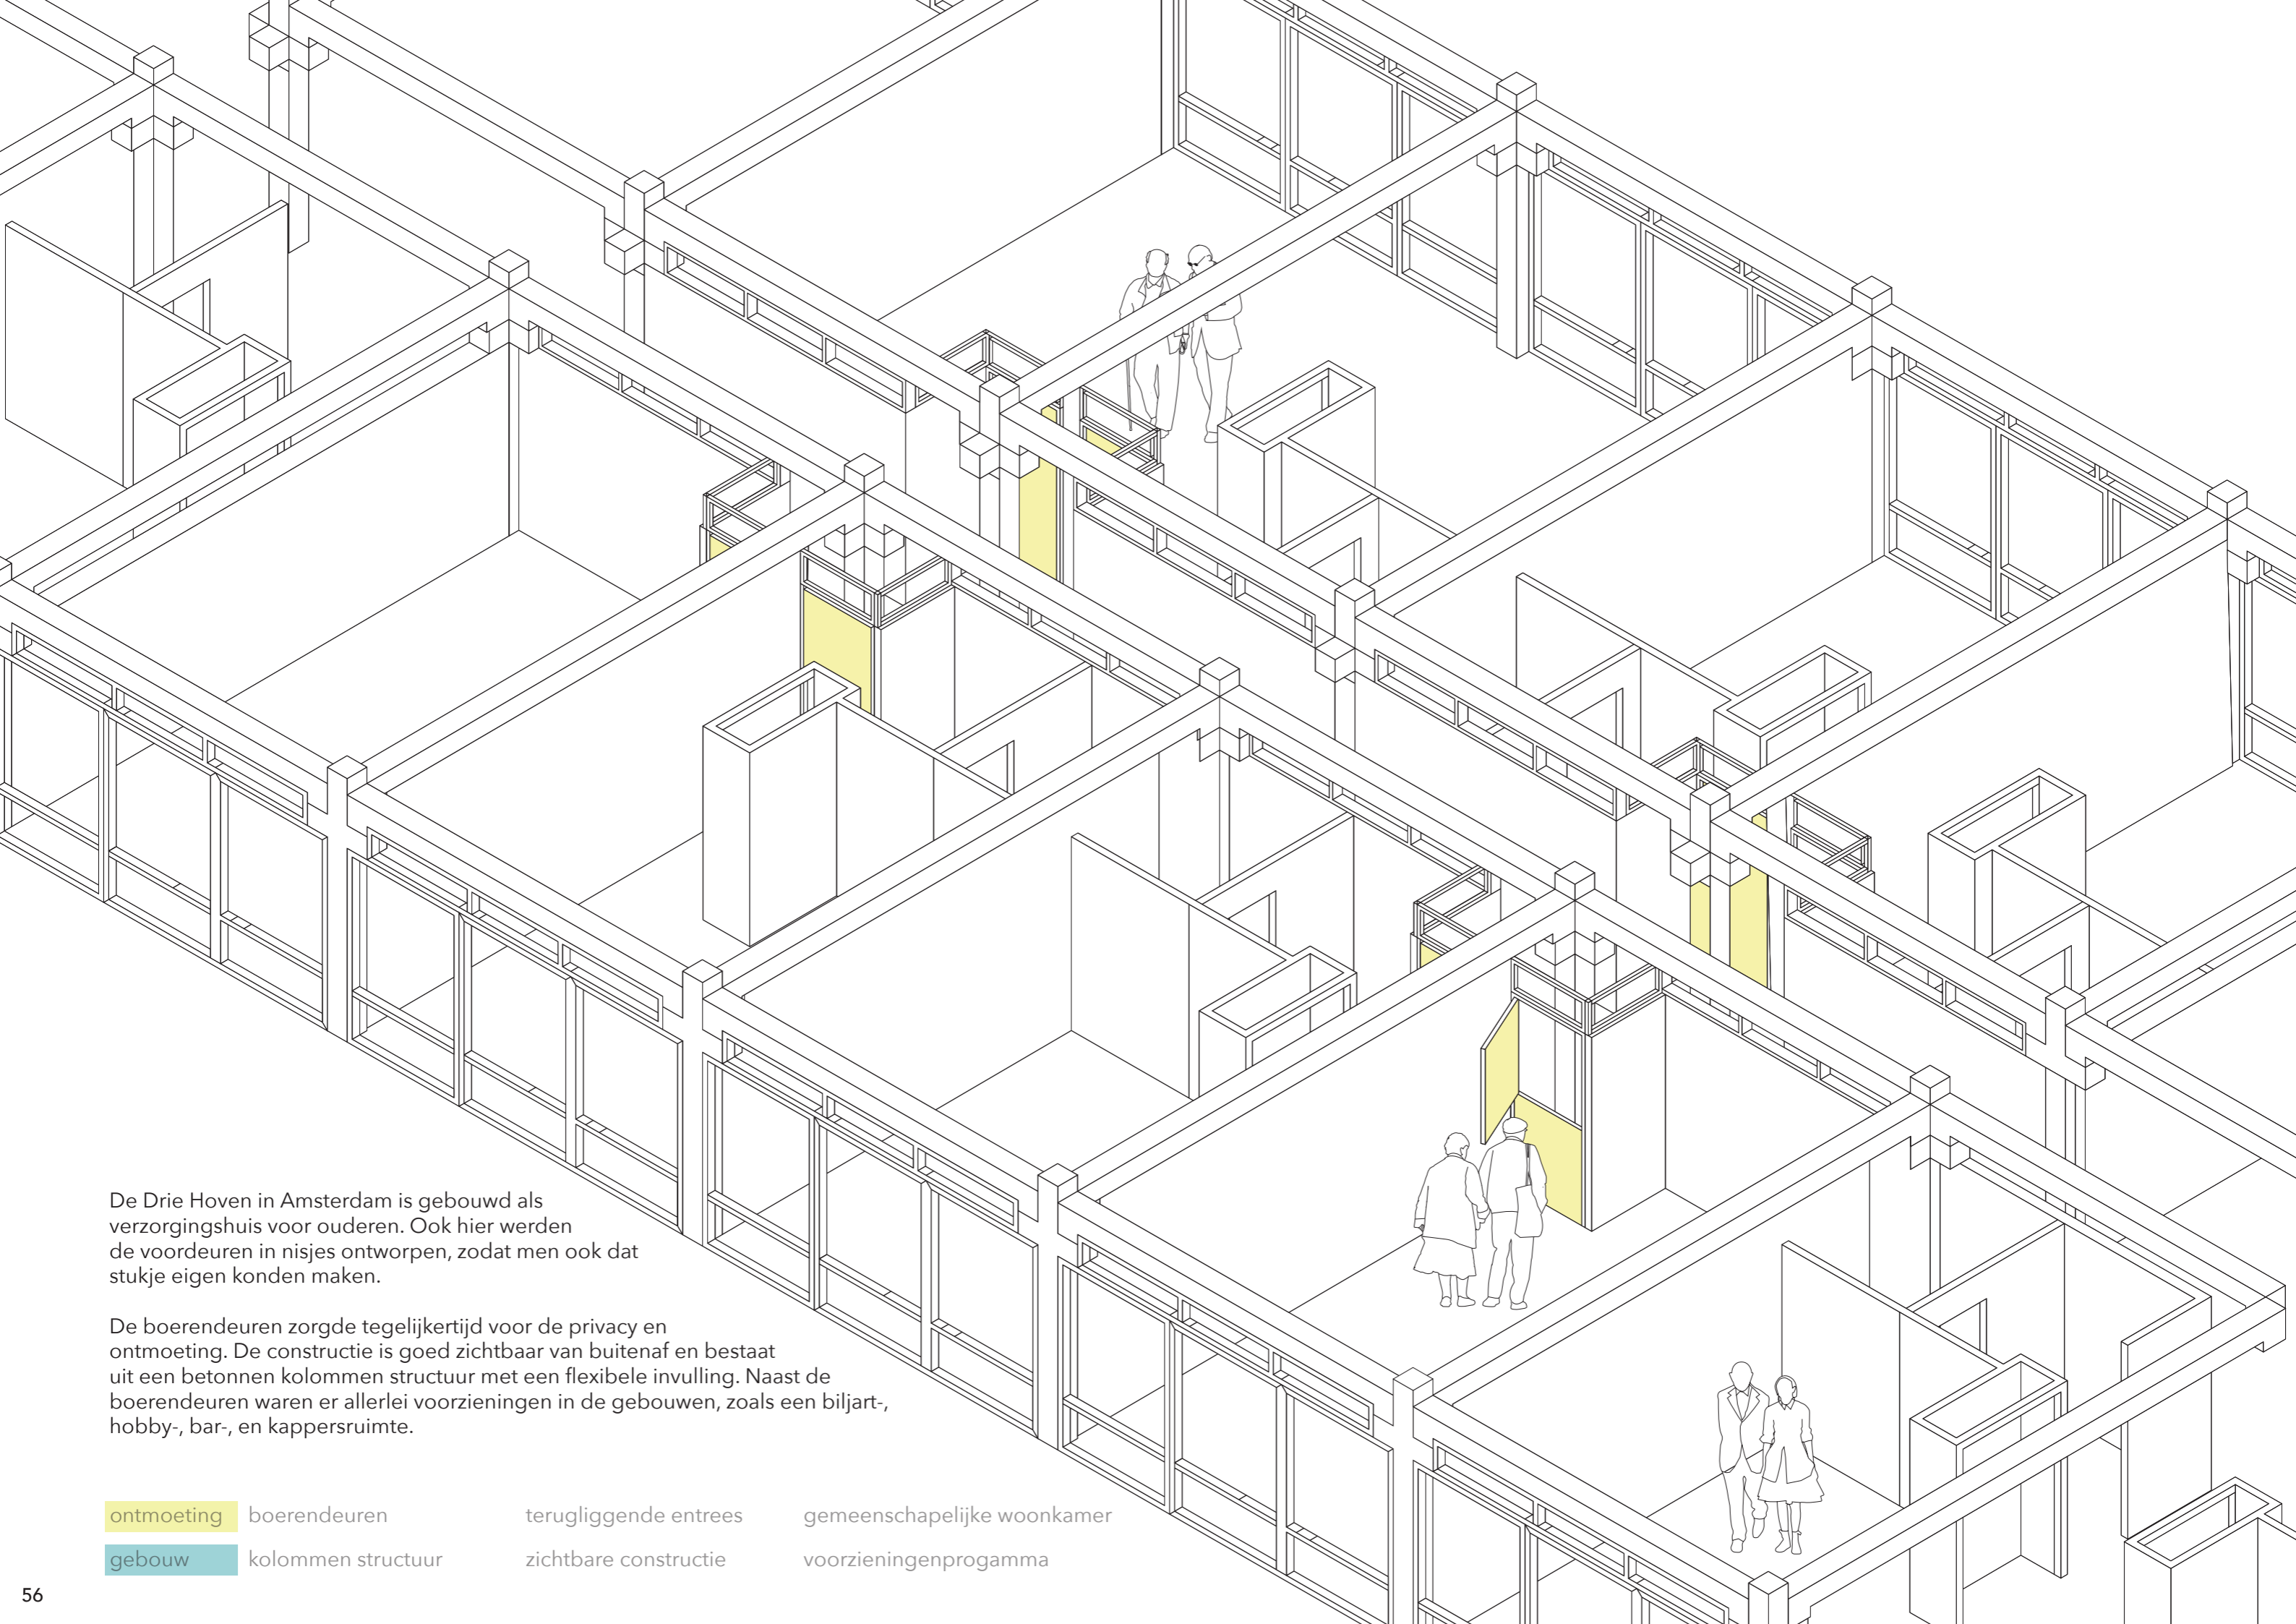 De Drie Hoven in Amsterdam is gebouwd als
verzorgingshuis voor ouderen. Ook hier werden
de voordeuren in nisjes ontworpen, zodat men ook dat
stukje eigen konden maken.
De boerendeuren zorgde tegelijkertijd voor de privacy en
ontmoeting. De constructie is goed zichtbaar van buitenaf en bestaat
uit een betonnen kolommen structuur met een flexibele invulling. Naast de
boerendeuren waren er allerlei voorzieningen in de gebouwen, zoals een biljart-,
hobby-, bar-, en kappersruimte.
ontmoeting boerendeuren terugliggende entrees gemeenschapelijke woonkamer
gebouw kolommen structuur zichtbare constructie voorzieningenprogamma
56